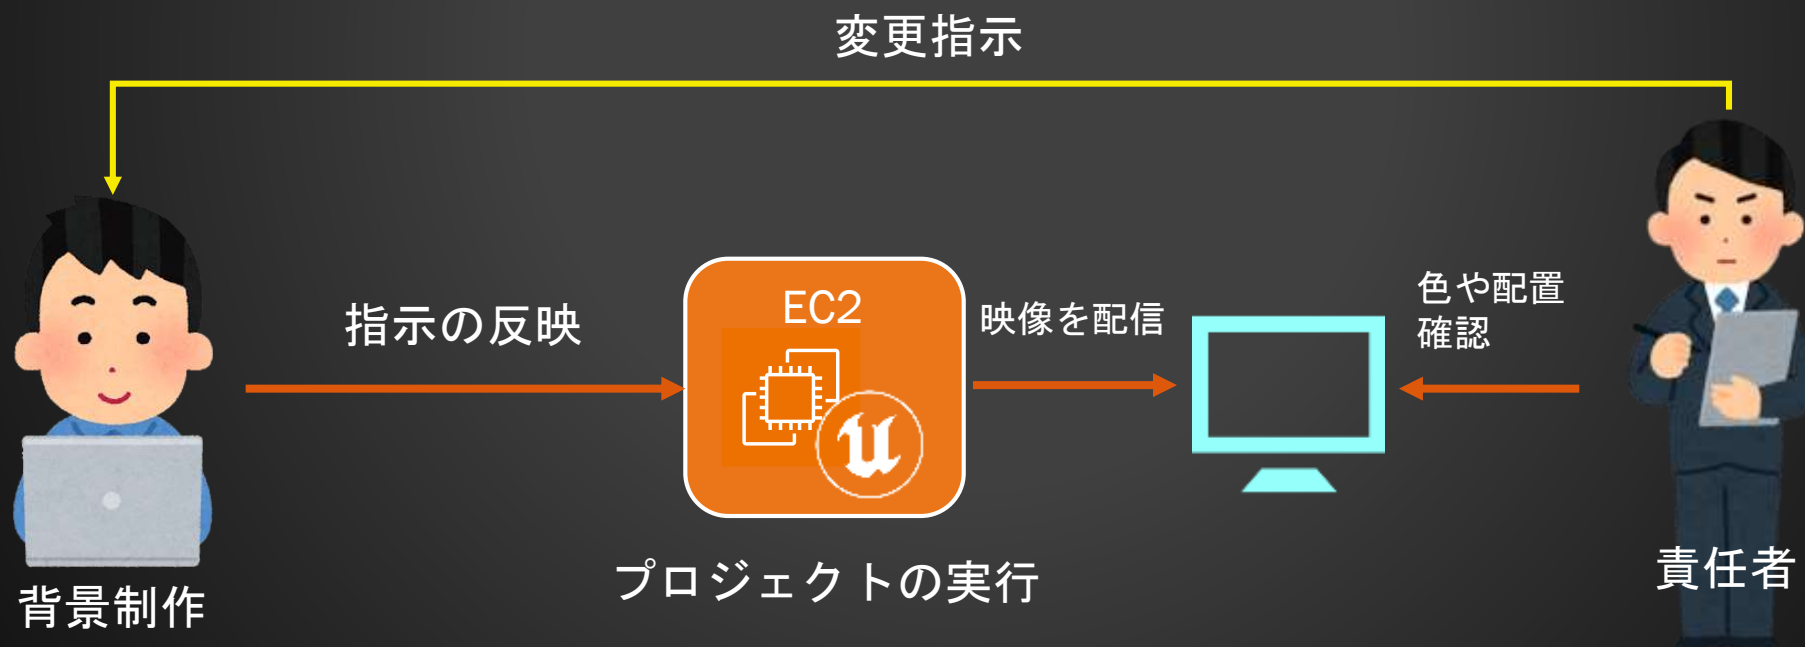 変更指示
指示の反映
EC2
映像を配信
色や配置
確認
プロジェクトの実行
背景制作
責任者